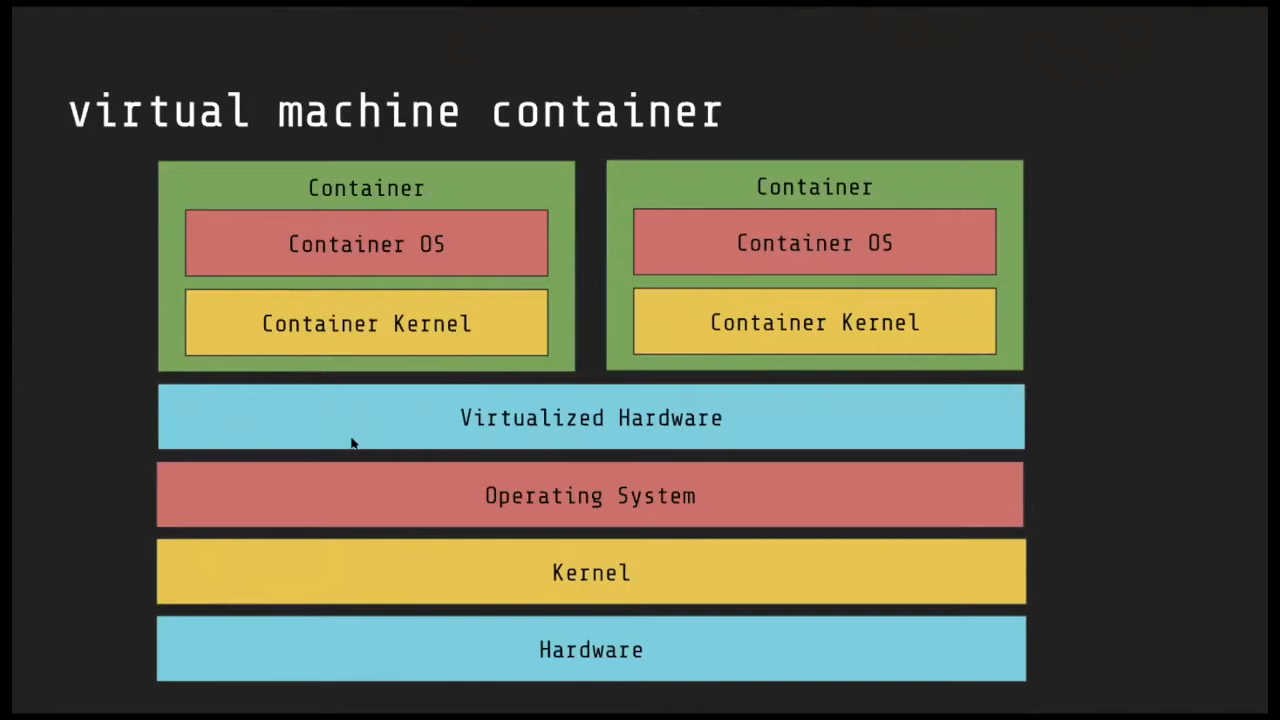 virtual machine container
Container
Container OS
Container Kernel
Container
Container OS
Container Kernel
Virtualized Hardware
Operating System
Kernel
Hardware